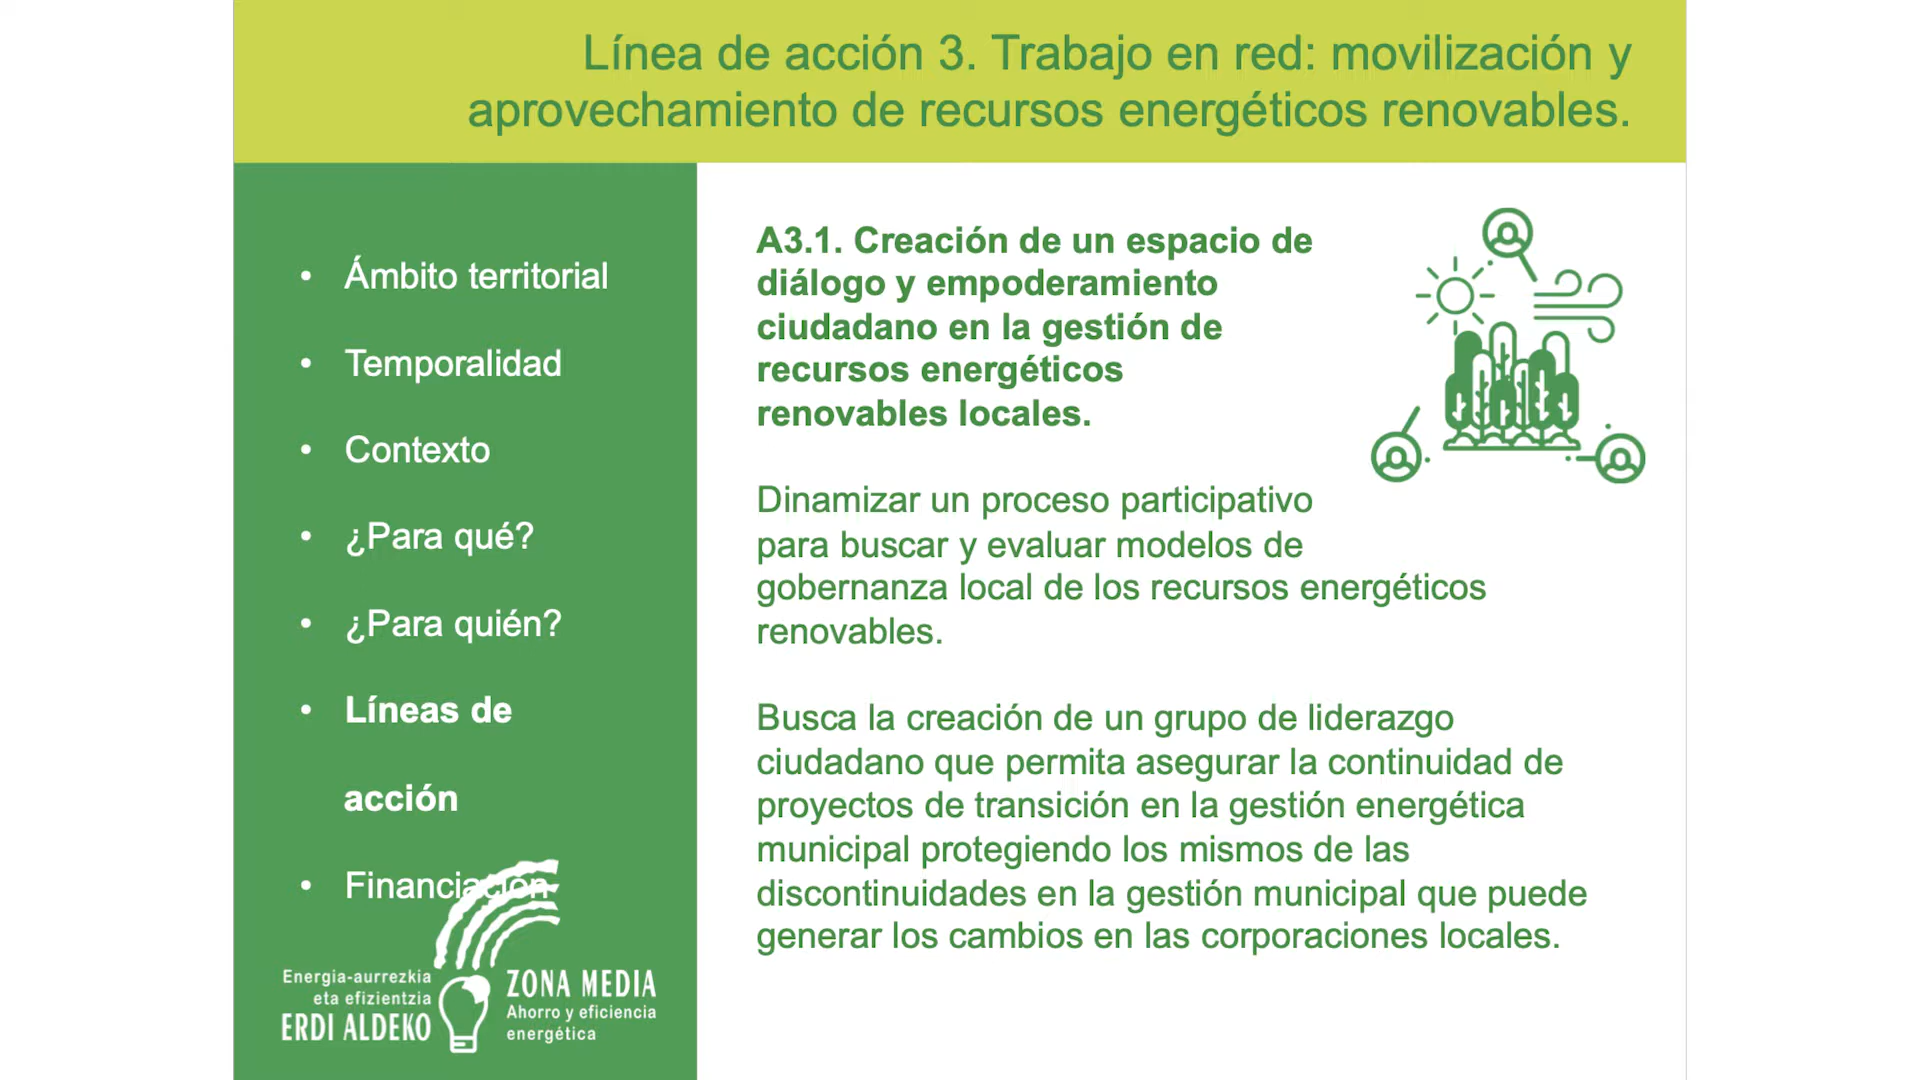 Línea de acción 3. Trabajo en red: movilización y
aprovechamiento de recursos energéticos renovables.
• Ámbito territorial
• Temporalidad
• Contexto
• ¿Para qué?
• ¿Para quién?
• Líneas de
acción
• Financiación
Energia-aurrezkia
eta efizientzia
ERDI ALDEKO
ZONA MEDIA
Ahorro y eficiencia
energética
A3.1. Creación de un espacio de
diálogo y empoderamiento
ciudadano en la gestión de
recursos energéticos
renovables locales.
Dinamizar un proceso participativo
para buscar y evaluar modelos de
gobernanza local de los recursos energéticos
renovables.
Busca la creación de un grupo de liderazgo
ciudadano que permita asegurar la continuidad de
proyectos de transición en la gestión energética
municipal protegiendo los mismos de las
discontinuidades en la gestión municipal que puede
generar los cambios en las corporaciones locales.